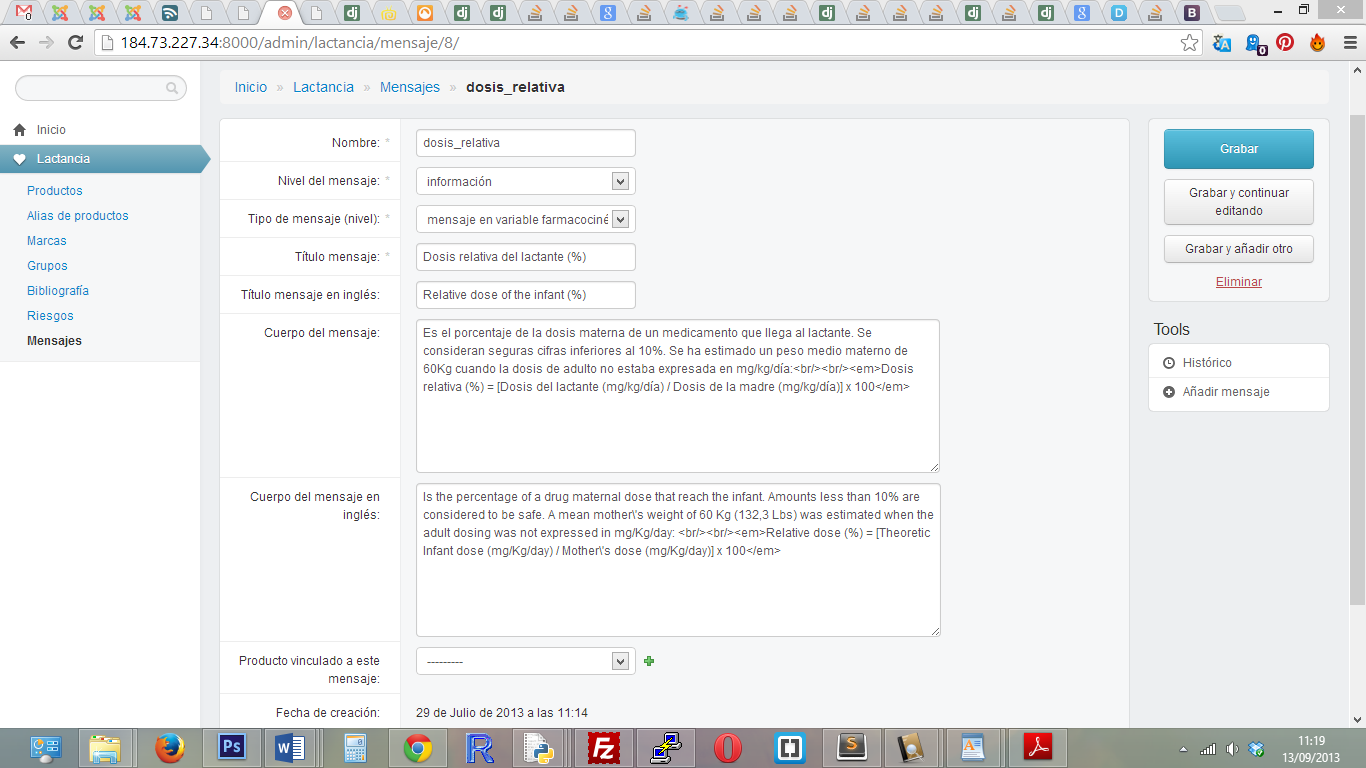 184.73.227.34:8000/admin/lactancia/mensaje/8/
0
Inicio » Lactancia » Mensajes » dosis_relativa
Inicio
Lactancia
Productos
Alias de productos
Marcas
Grupos
Bibliografía
Riesgos
Mensajes
Nombre: * dosis_relativa
Nivel del mensaje: * información
Tipo de mensaje (nivel): * mensaje en variable farmacociné
Título mensaje: * Dosis relativa del lactante (%)
Título mensaje en inglés: Relative dose of the infant (%)
Cuerpo del mensaje:
Es el porcentaje de la dosis materna de un medicamento que llega al lactante. Se
consideran seguras cifras inferiores al 10%. Se ha estimado un peso medio materno de
60Kg cuando la dosis de adulto no estaba expresada en mg/kg/día:<br/><br/><em>Dosis
relativa (%) = [Dosis del lactante (mg/kg/día) / Dosis de la madre (mg/kg/día)] x 100</em>
Cuerpo del mensaje en
inglés:
Is the percentage of a drug maternal dose that reach the infant. Amounts less than 10% are
considered to be safe. A mean mother\'s weight of 60 Kg (132,3 Lbs) was estimated when the
adult dosing was not expressed in mg/Kg/day: <br/><br/><em>Relative dose (%) = [Theoretic
Infant dose (mg/Kg/day) / Mother\'s dose (mg/Kg/day)] x 100</em>
Producto vinculado a este
mensaje:
---------
Fecha de creación: 29 de Julio de 2013 a las 11:14
Grabar
Grabar y continuar
editando
Grabar y añadir otro
Eliminar
Tools
Histórico
Añadir mensaje
11:19
13/09/2013